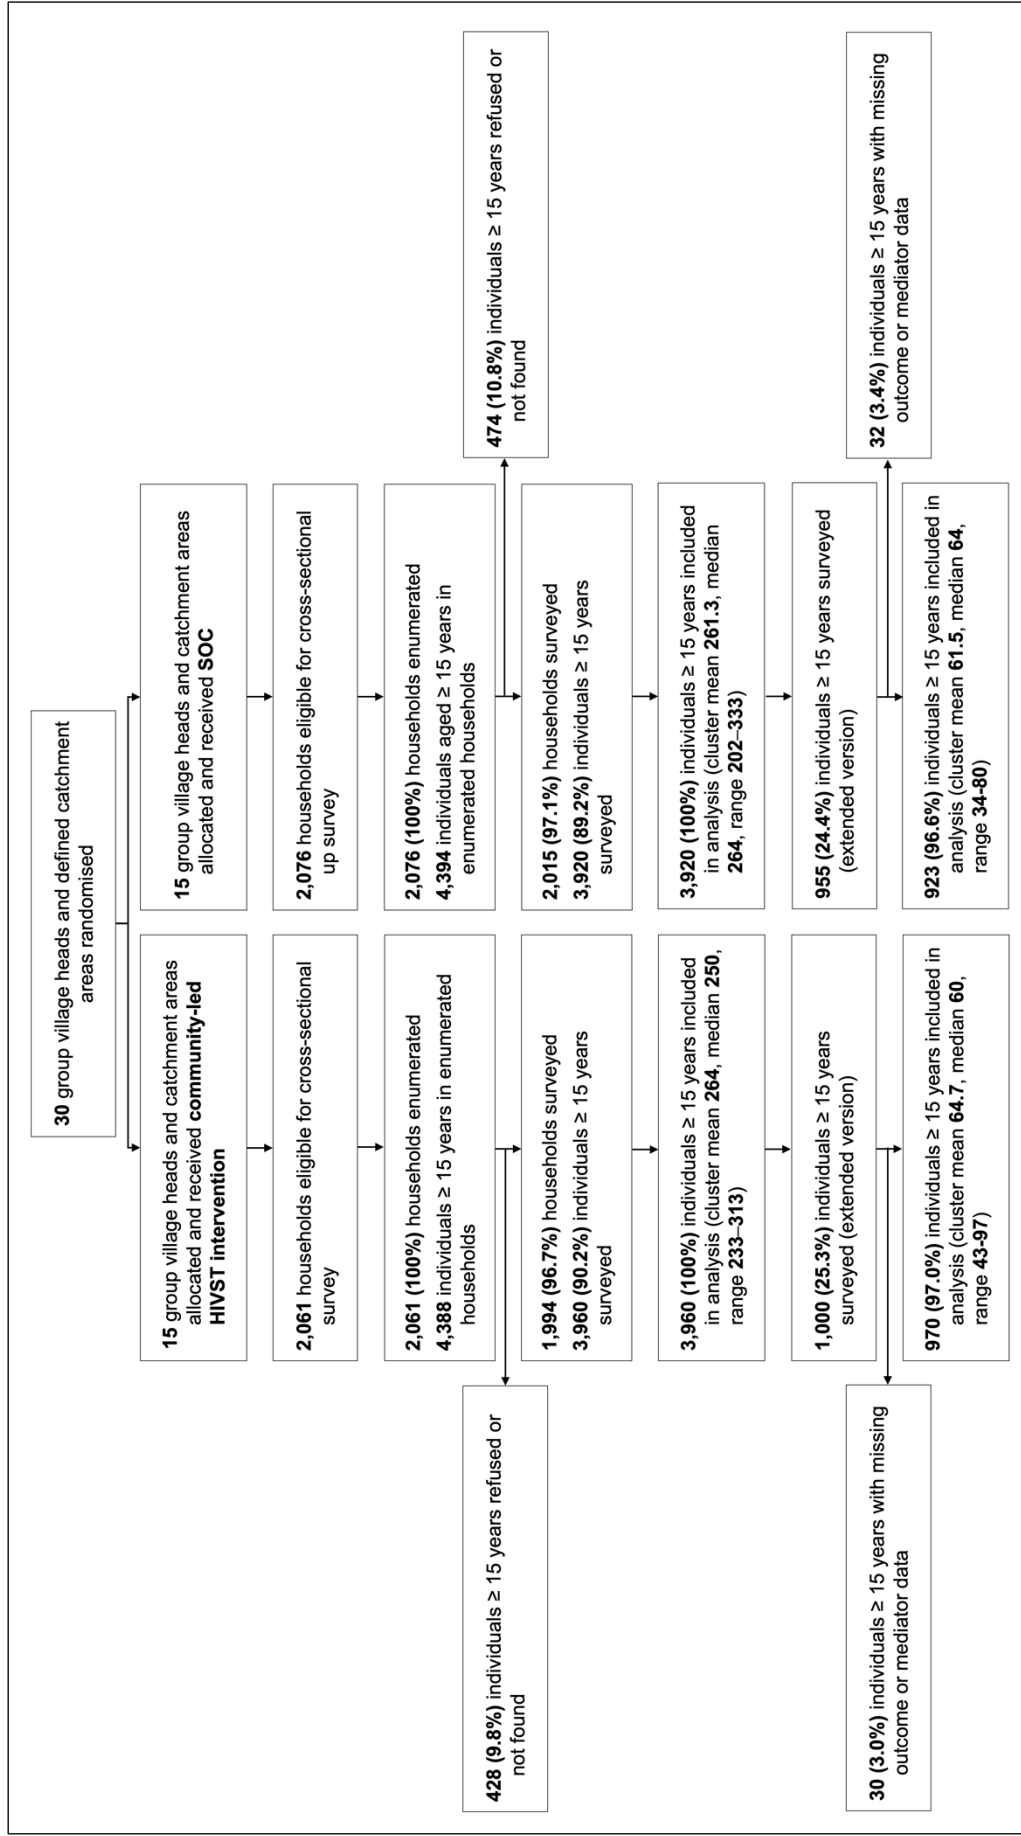 30 group village heads and defined catchment
areas randomised
15 group village heads and catchment areas
allocated and received community-led
HIVST intervention
15 group village heads and catchment areas
allocated and received SOC
2,061 households eligible for cross-sectional
survey
2,076 households eligible for cross-sectional
up survey
2,061 (100%) households enumerated
4,388 individuals ≥ 15 years in enumerated
households
2,076 (100%) households enumerated
4,394 individuals aged ≥ 15 years in
enumerated households
428 (9.8%) individuals ≥ 15 years refused or
not found
474 (10.8%) individuals ≥ 15 years refused or
not found
1,994 (96.7%) households surveyed
3,960 (90.2%) individuals ≥ 15 years
surveyed
2,015 (97.1%) households surveyed
3,920 (89.2%) individuals ≥ 15 years
surveyed
3,960 (100%) individuals ≥ 15 years included
in analysis (cluster mean 264, median 250,
range 233–313)
3,920 (100%) individuals ≥ 15 years included
in analysis (cluster mean 261.3, median
264, range 202–333)
1,000 (25.3%) individuals ≥ 15 years
surveyed (extended version)
955 (24.4%) individuals ≥ 15 years surveyed
(extended version)
30 (3.0%) individuals ≥ 15 years with missing
outcome or mediator data
32 (3.4%) individuals ≥ 15 years with missing
outcome or mediator data
970 (97.0%) individuals ≥ 15 years included in
analysis (cluster mean 64.7, median 60,
range 43-97)
923 (96.6%) individuals ≥ 15 years included in
analysis (cluster mean 61.5, median 64,
range 34-80)